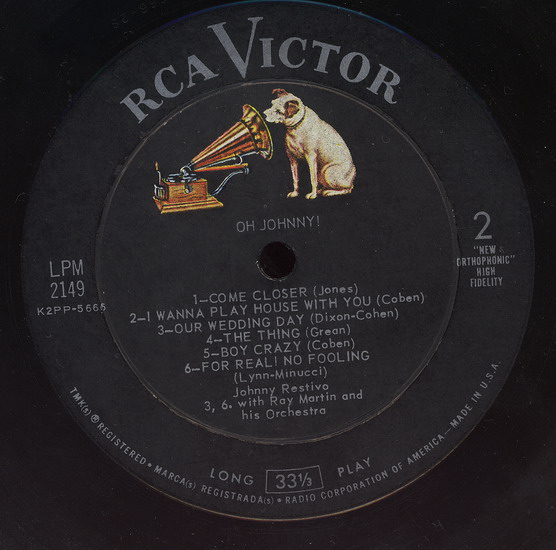 RCA VICTOR
OH JOHNNY!
LPM
2149
K2PP-5665
2
"NEW
ORTHOPHONIC"
HIGH
FIDELITY
1—COME CLOSER (Jones)
2—I WANNA PLAY HOUSE WITH YOU (Coben)
3—OUR WEDDING DAY (Dixon-Cohen)
4—THE THING (Grean)
5—BOY CRAZY (Coben)
6—FOR REAL! NO FOOLING
(Lynn-Minucci)
Johnny Restivo
3, 6. with Ray Martin and
his Orchestra
LONG 33⅓ PLAY
TMK(s) ® REGISTERED • MARCA(s) REGISTRADA(s) • RADIO CORPORATION OF AMERICA—MADE IN U.S.A.